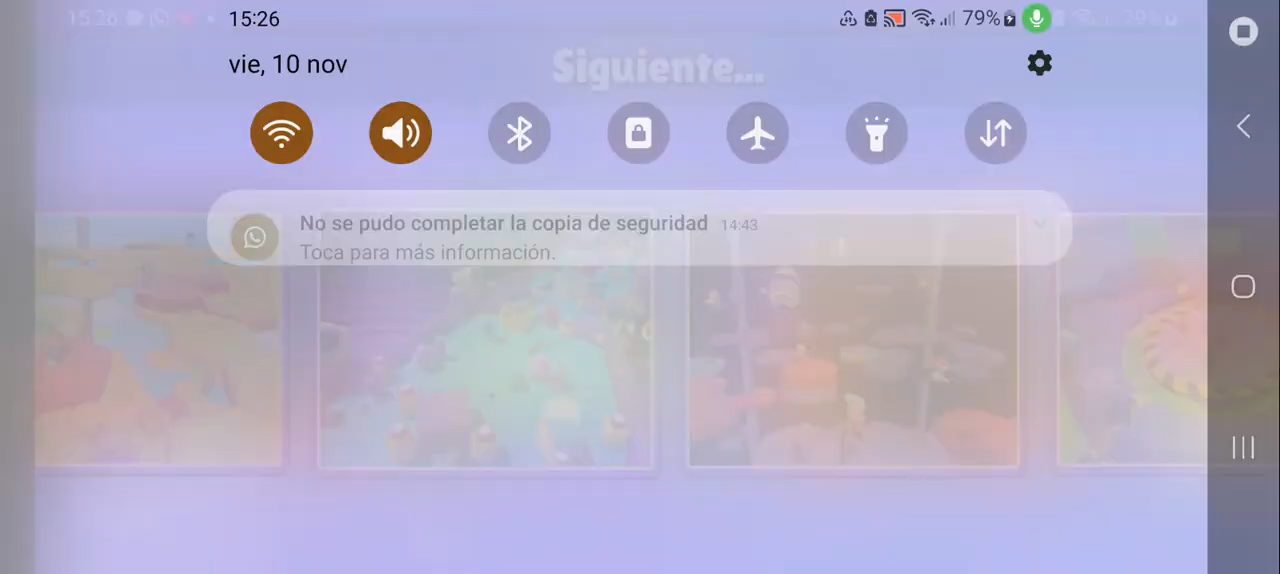 15:26
15:26
79%
vie, 10 nov
Siguiente...
No se pudo completar la copia de seguridad 14:43
Toca para más información.